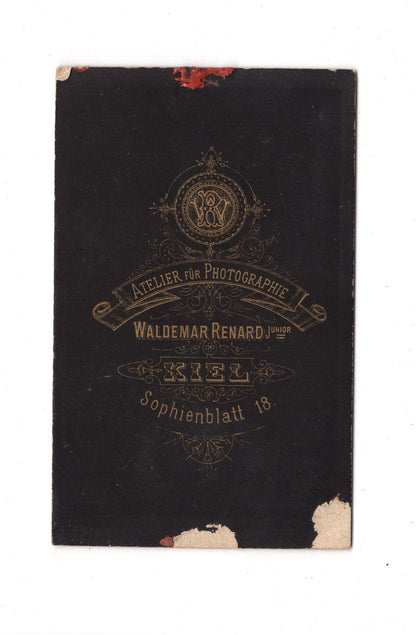 WR
ATELIER FÜR PHOTOGRAPHIE
WALDEMAR RENARD JUNIOR
KIEL
Sophienblatt 18.